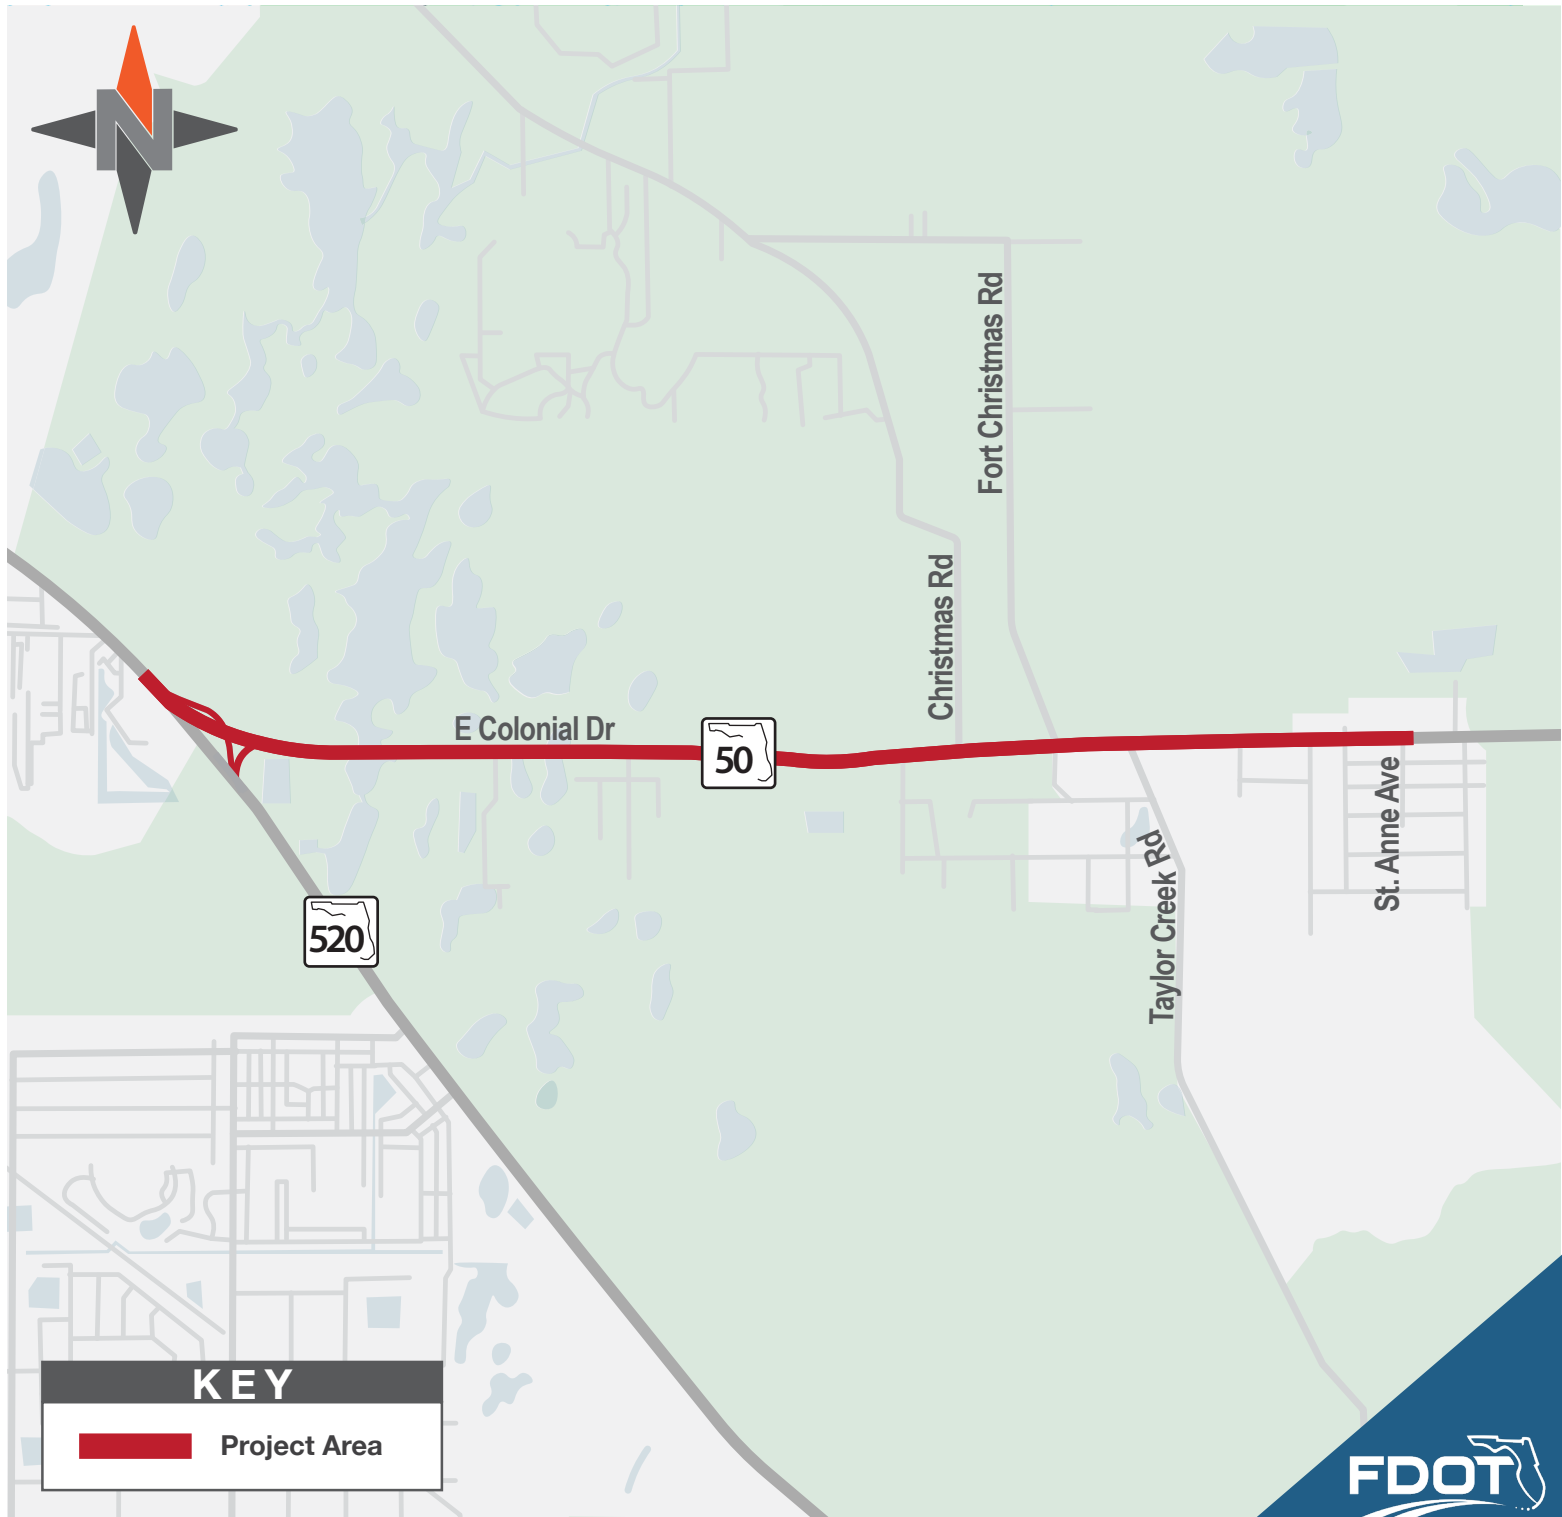 N
Fort Christmas Rd
Christmas Rd
E Colonial Dr
50
St. Anne Ave
Taylor Creek Rd
520
KEY
Project Area
FDOT